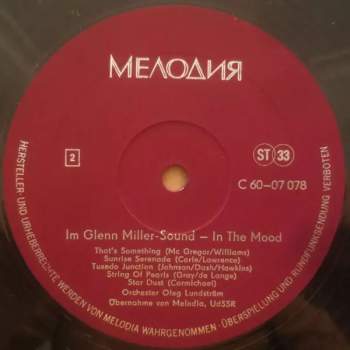 МЕЛОДИЯ
2
ST 33
C 60-07 078
Im Glenn Miller-Sound – In The Mood
That's Something (Mc Gregor/Williams)
Sunrise Serenade (Carle/Lawrence)
Tuxedo Junction (Johnson/Dash/Hawkins)
String Of Pearls (Gray/de Lange)
Star Dust (Carmichael)
Orchester Oleg Lundström
Übernahme von Melodia, UdSSR
HERSTELLER- UND URHEBERRECHTE WERDEN VON MELODIA WAHRGENOMMEN · ÜBERSPIELUNG UND RUNDFUNKSENDUNG VERBOTEN